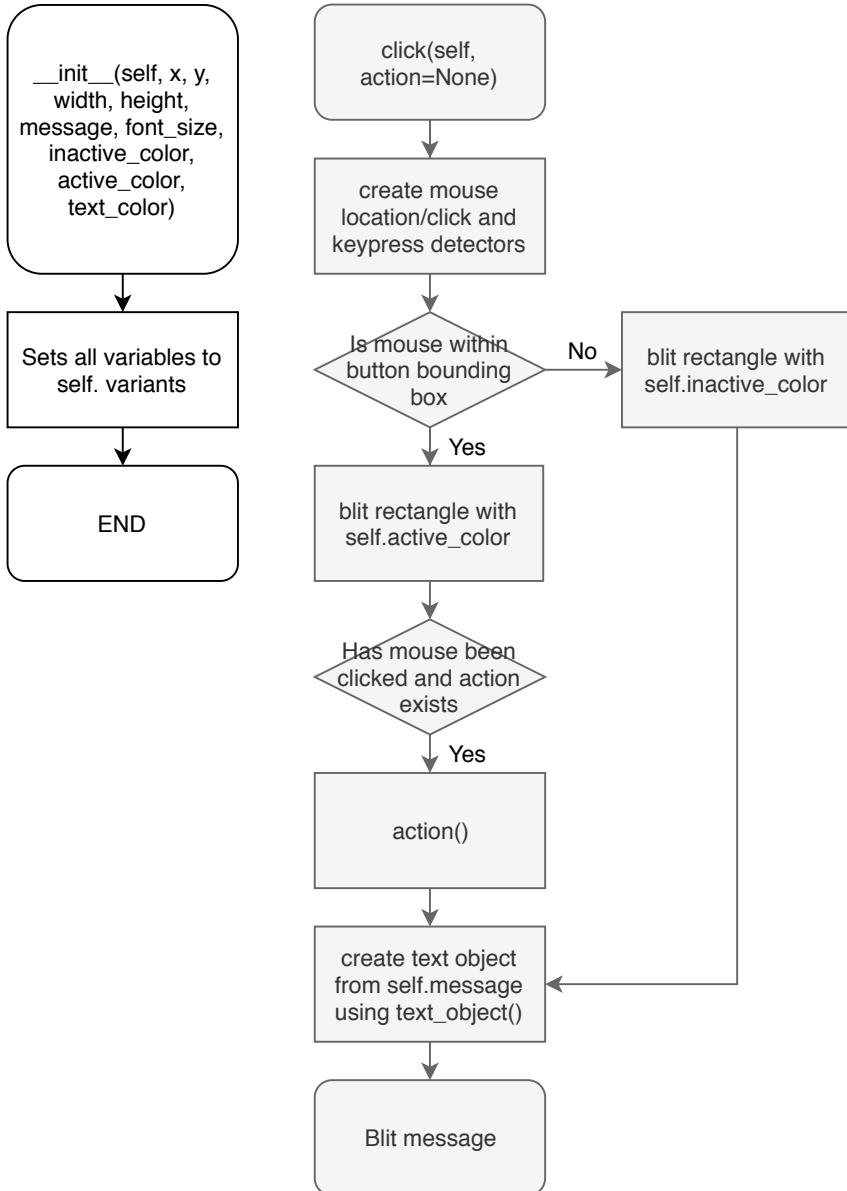 __init__(self, x, y,
width, height,
message, font_size,
inactive_color,
active_color,
text_color)
Sets all variables to
self. variants
END
click(self,
action=None)
create mouse
location/click and
keypress detectors
Is mouse within
button bounding
box
No
blit rectangle with
self.inactive_color
Yes
blit rectangle with
self.active_color
Has mouse been
clicked and action
exists
Yes
action()
create text object
from self.message
using text_object()
Blit message